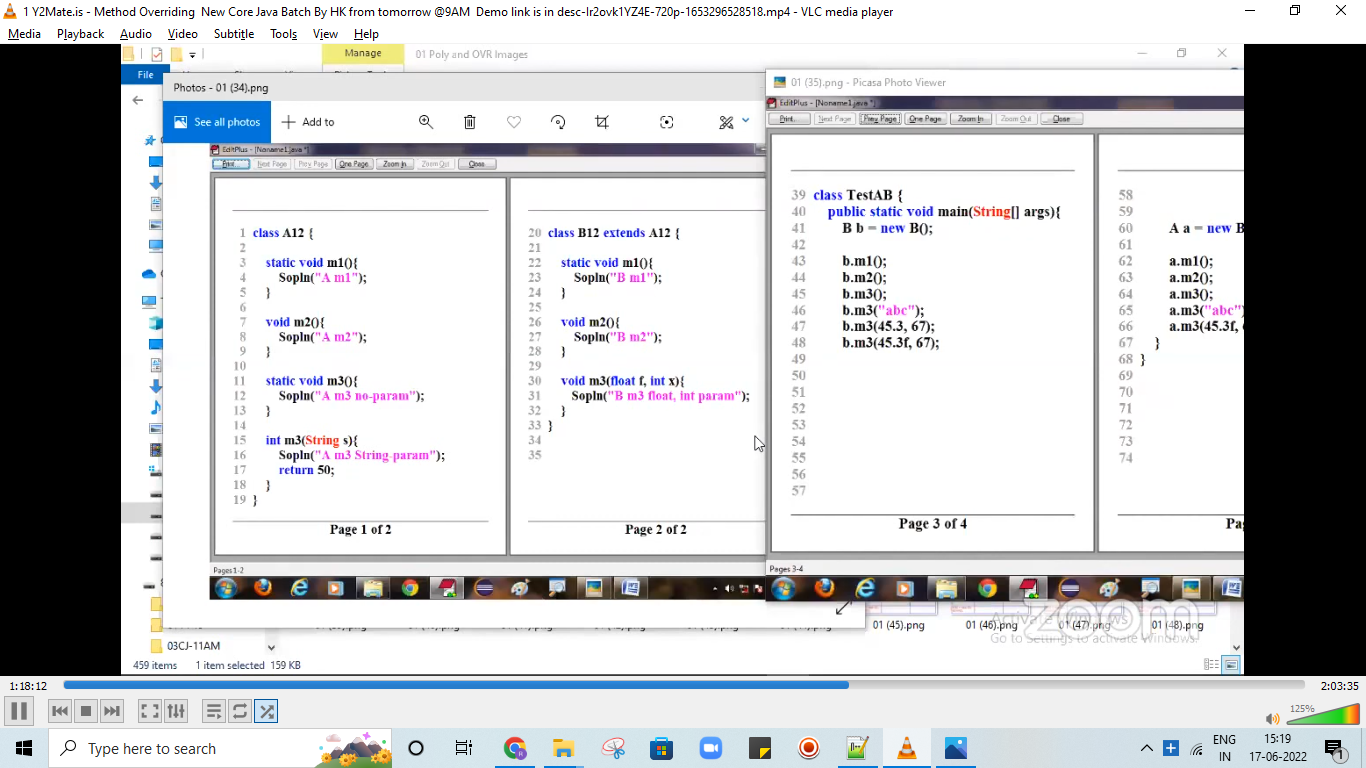 1 Y2Mate.is - Method Overriding  New Core Java Batch By HK from tomorrow @9AM  Demo link is in desc-lr2ovk1YZ4E-720p-1653296528518.mp4 - VLC media player
Media Playback Audio Video Subtitle Tools View Help
Manage 01 Poly and OVR Images
File
Photos - 01 (34).png
See all photos Add to
EditPlus - [Noname1.java *]
Print... Next Page Prev Page One Page Zoom In Zoom Out Close
1 class A12 {
2
3 static void m1(){
4 Sopln("A m1");
5 }
6
7 void m2(){
8 Sopln("A m2");
9 }
10
11 static void m3(){
12 Sopln("A m3 no-param");
13 }
14
15 int m3(String s){
16 Sopln("A m3 String-param");
17 return 50;
18 }
19 }
Page 1 of 2
20 class B12 extends A12 {
21
22 static void m1(){
23 Sopln("B m1");
24 }
25
26 void m2(){
27 Sopln("B m2");
28 }
29
30 void m3(float f, int x){
31 Sopln("B m3 float, int param");
32 }
33 }
34
35
Page 2 of 2
Pages 1-2
01 (35).png - Picasa Photo Viewer
EditPlus - [Noname1.java *]
Print... Next Page Prev Page One Page Zoom In Zoom Out Close
39 class TestAB {
40 public static void main(String[] args){
41 B b = new B();
42
43 b.m1();
44 b.m2();
45 b.m3();
46 b.m3("abc");
47 b.m3(45.3, 67);
48 b.m3(45.3f, 67);
49
50
51
52
53
54
55
56
57
Page 3 of 4
58
59
60 A a = new B
61
62 a.m1();
63 a.m2();
64 a.m3();
65 a.m3("abc")
66 a.m3(45.3f, 6
67 }
68 }
69
70
71
72
73
74
Pages 3-4
zoom
Activate Windows
Go to Settings to activate Windows.
01 (45).png 01 (46).png 01 (47).png 01 (48).png
03CJ-11AM
459 items 1 item selected 159 KB
1:18:12 2:03:35
125%
Type here to search
ENG
IN
15:19
17-06-2022
1